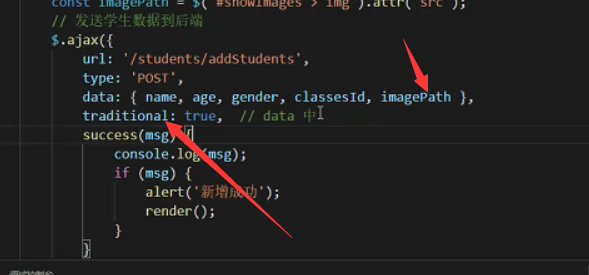 const imagePath = $( "#showImages > img ).attr( src );
// 发送学生数据到后端
$.ajax({
url: '/students/addStudents',
type: 'POST',
data: { name, age, gender, classesId, imagePath },
traditional: true, // data 中
success(msg) {
console.log(msg);
if (msg) {
alert('新增成功');
render();
}
}